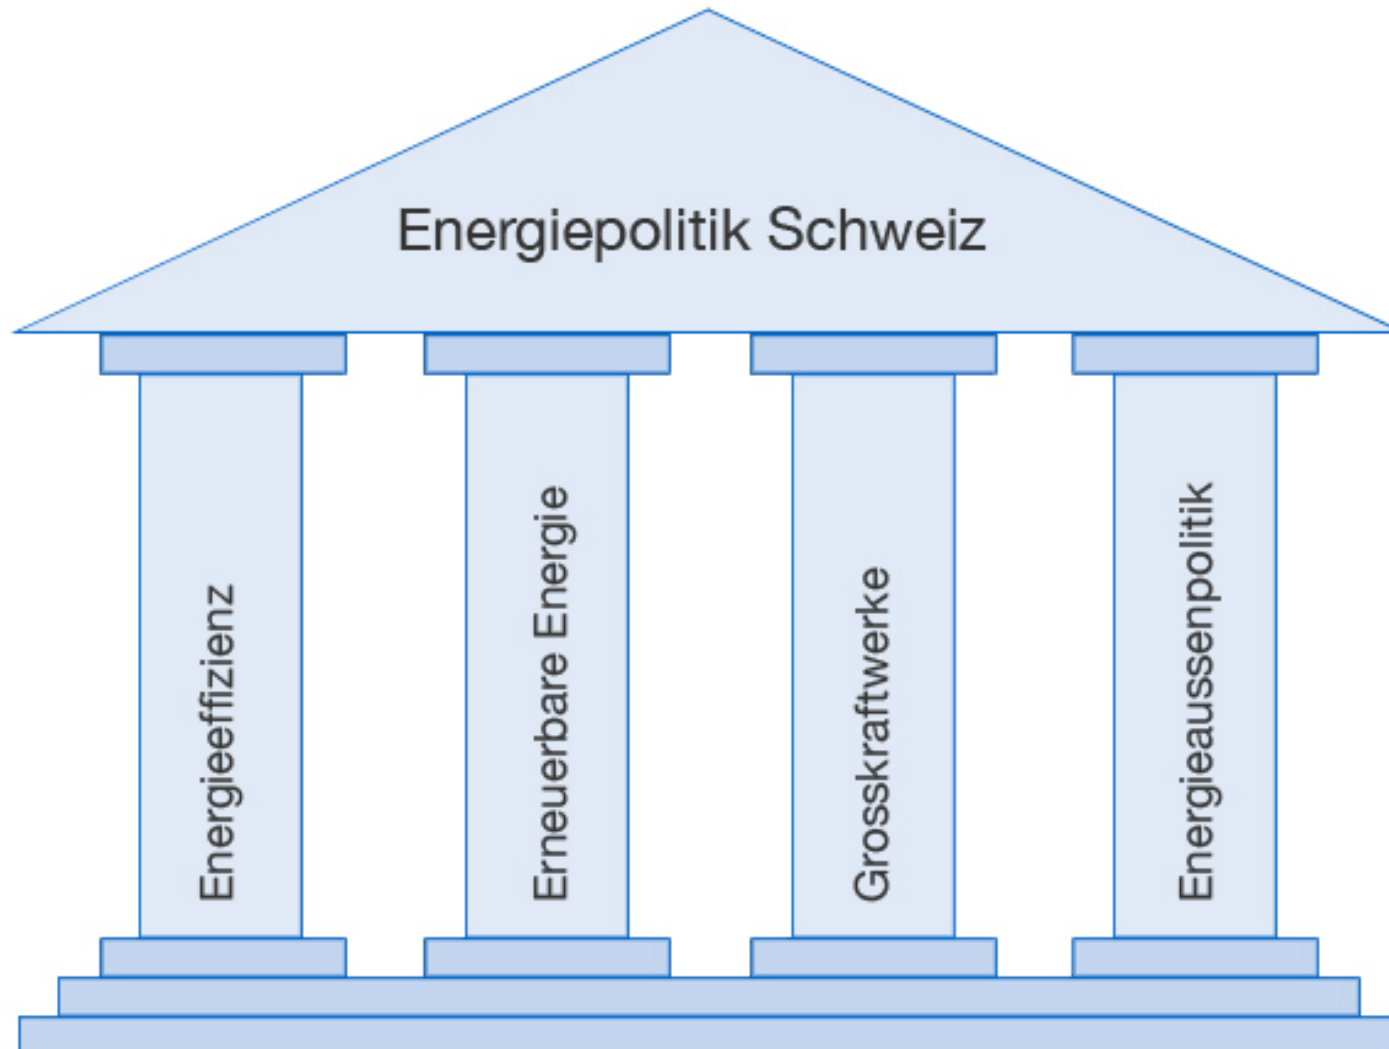 Energiepolitik Schweiz
Energieeffizienz
Erneuerbare Energie
Grosskraftwerke
Energieaussenpolitik